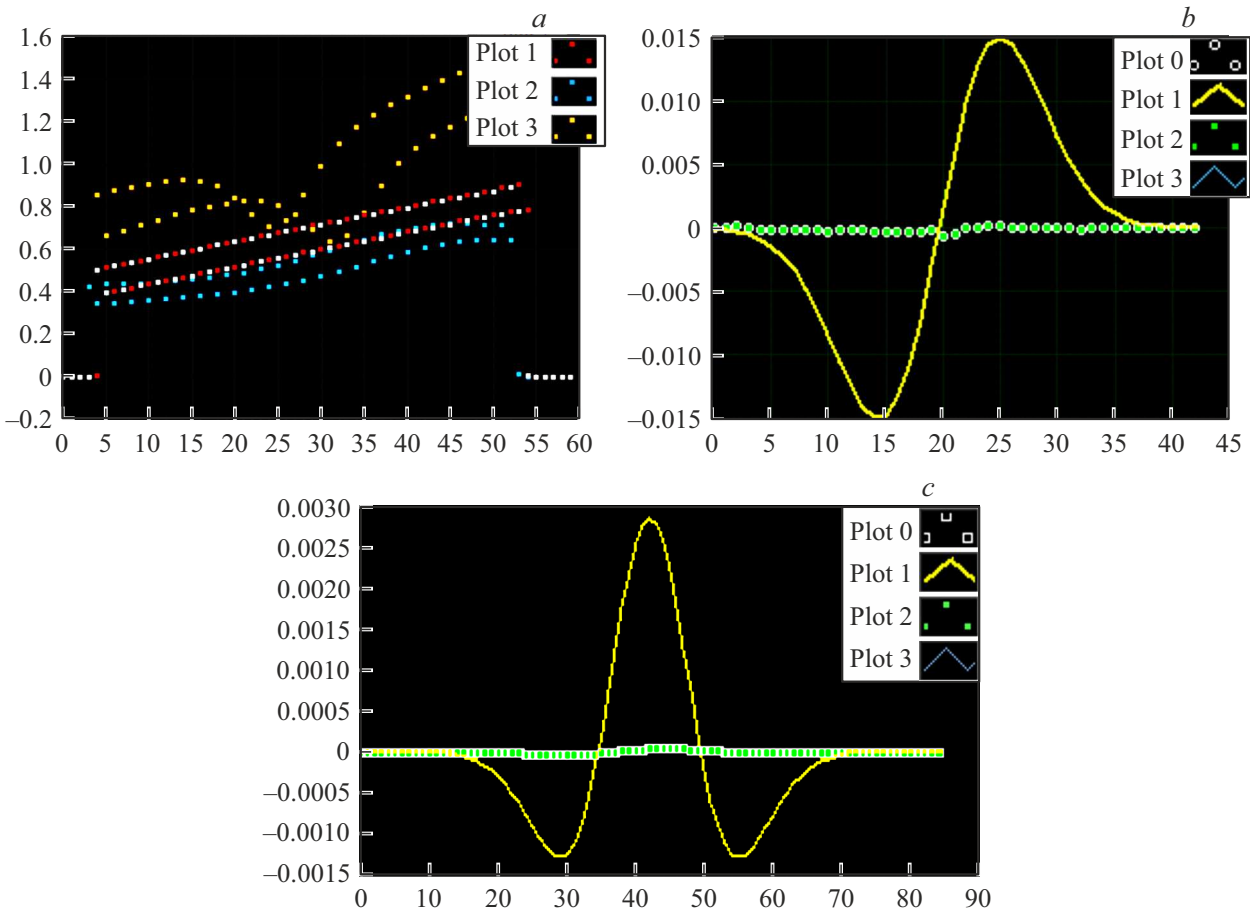 a
1.6
1.4
1.2
1.0
0.8
0.6
0.4
0.2
0
–0.2
0 5 10 15 20 25 30 35 40 45 50 55 60
Plot 1
Plot 2
Plot 3
b
0.015
0.010
0.005
0
–0.005
–0.010
–0.015
0 5 10 15 20 25 30 35 40 45
Plot 0
Plot 1
Plot 2
Plot 3
c
0.0030
0.0025
0.0020
0.0015
0.0010
0.0005
0
–0.0005
–0.0010
–0.0015
0 10 20 30 40 50 60 70 80 90
Plot 0
Plot 1
Plot 2
Plot 3